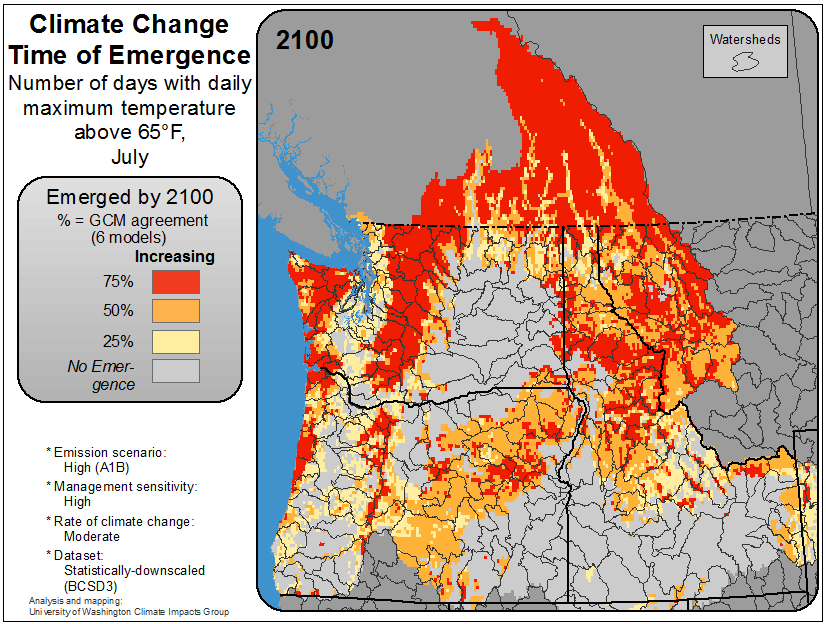 Climate Change
Time of Emergence
Number of days with daily
maximum temperature
above 65°F,
July
Emerged by 2100
% = GCM agreement
(6 models)
Increasing
75%
50%
25%
No Emer-
gence
* Emission scenario:
High (A1B)
* Management sensitivity:
High
* Rate of climate change:
Moderate
* Dataset:
Statistically-downscaled
(BCSD3)
Analysis and mapping:
University of Washington Climate Impacts Group
2100
Watersheds